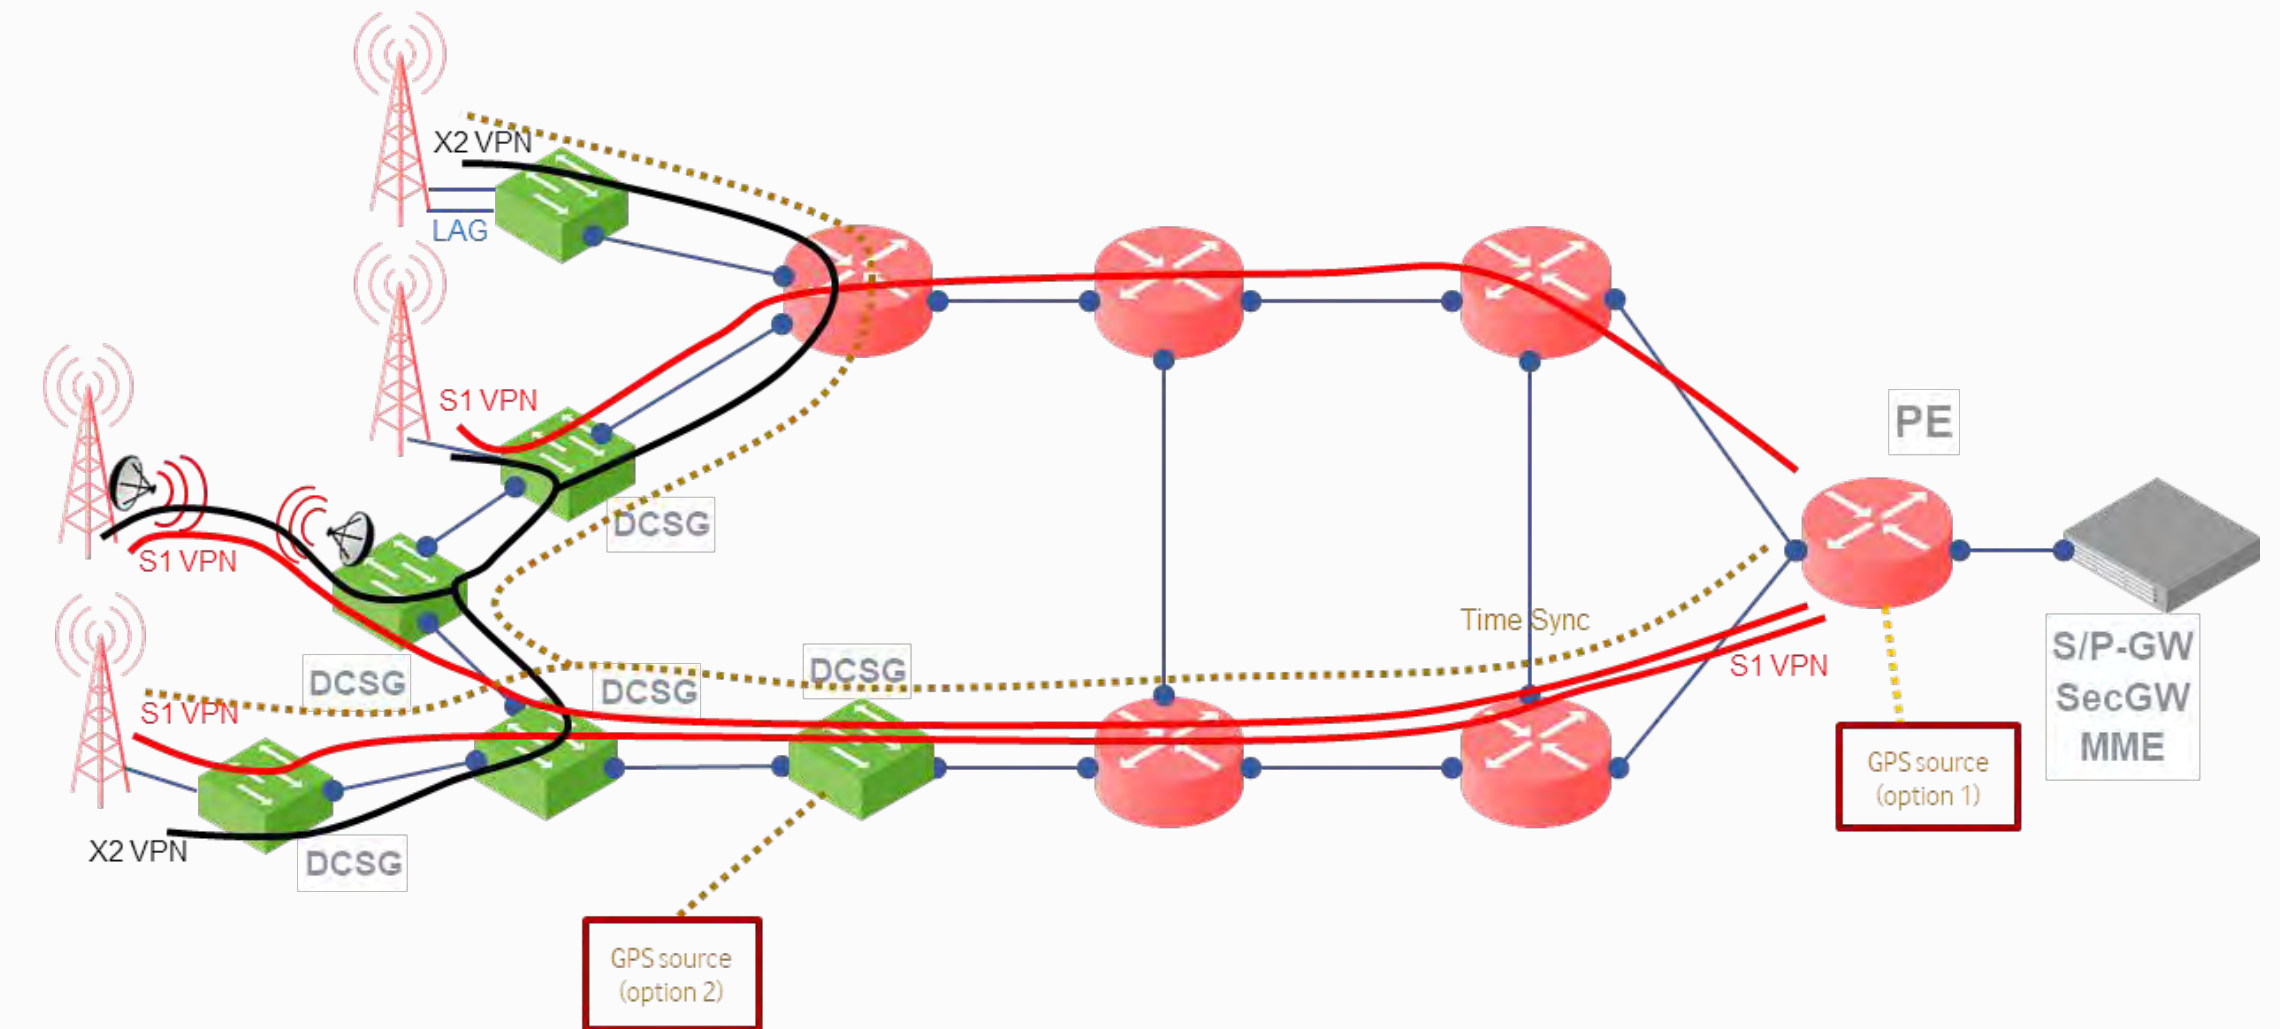 X2 VPN
LAG
S1 VPN
PE
DCSG
S1 VPN
Time Sync
S/P-GW
SecGW
MME
S1 VPN
DCSG
DCSG
DCSG
S1 VPN
GPS source
(option 1)
X2 VPN
DCSG
GPS source
(option 2)